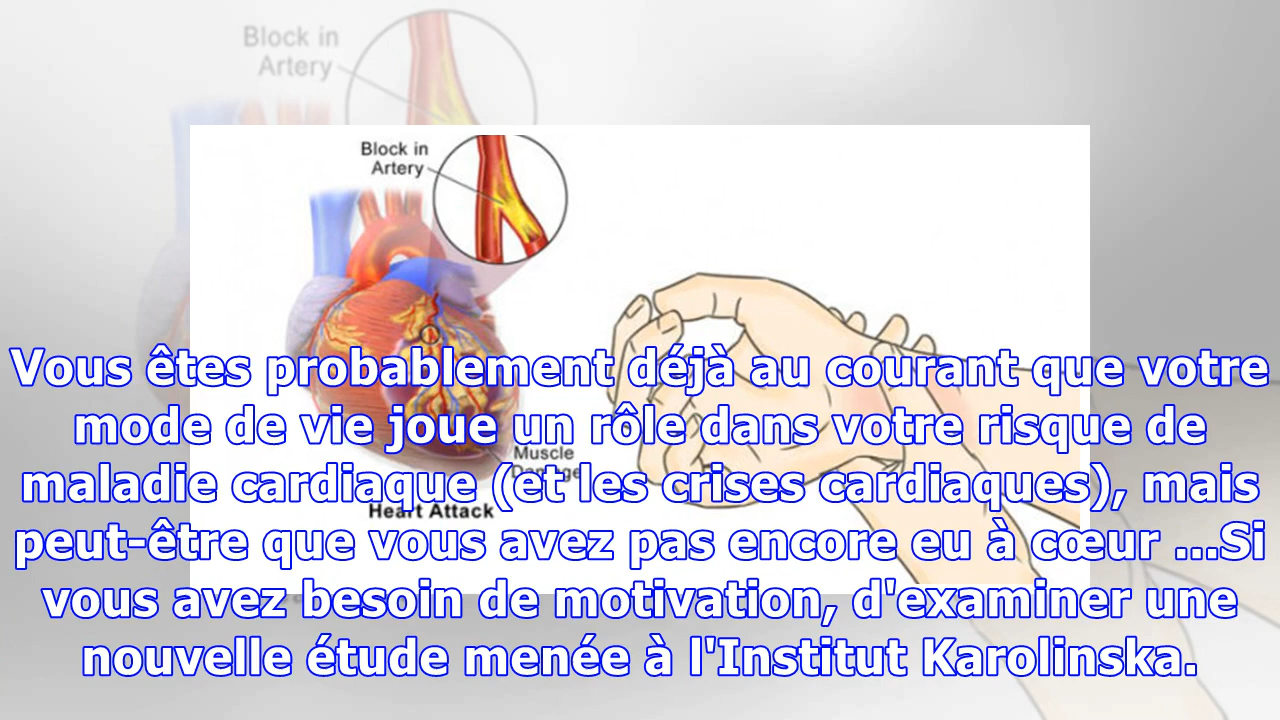 Block in
Artery
Block in
Artery
Vous êtes probablement déjà au courant que votre
mode de vie joue un rôle dans votre risque de
Muscle
maladie cardiaque (et les crises cardiaques), mais
Heart Attack
peut-être que vous avez pas encore eu à cœur ...Si
vous avez besoin de motivation, d'examiner une
nouvelle étude menée à l'Institut Karolinska.